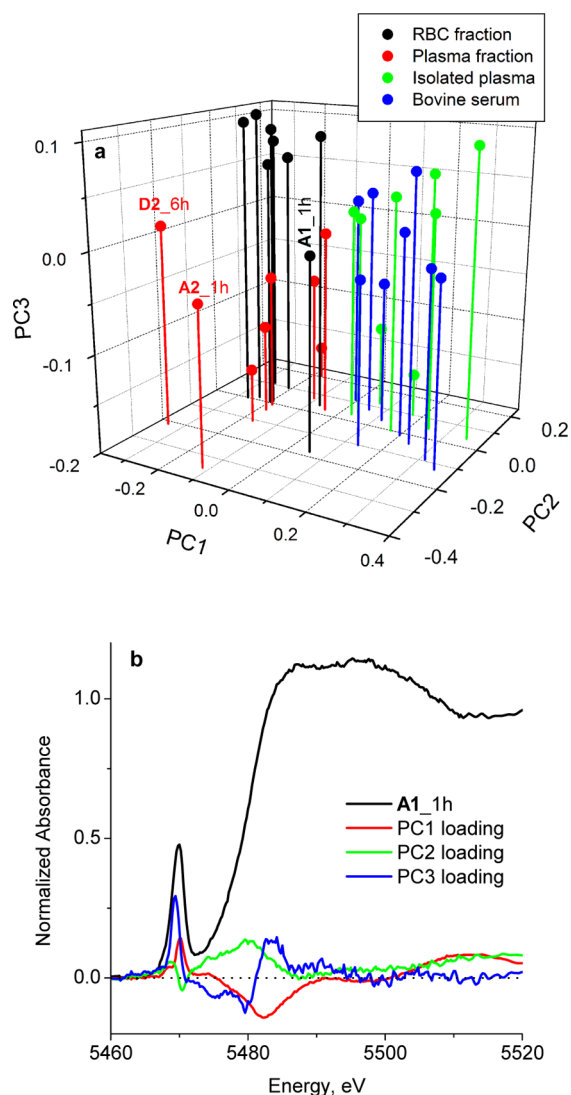 RBC fraction
Plasma fraction
Isolated plasma
Bovine serum
a
0.1
0.0
-0.1
PC3
D2_6h
A2_1h
A1_1h
-0.2
-0.2
0.0
0.2
0.4
PC1
-0.4
-0.2
0.0
0.2
PC2
b
1.0
0.5
0.0
Normalized Absorbance
A1_1h
PC1 loading
PC2 loading
PC3 loading
5460
5480
5500
5520
Energy, eV